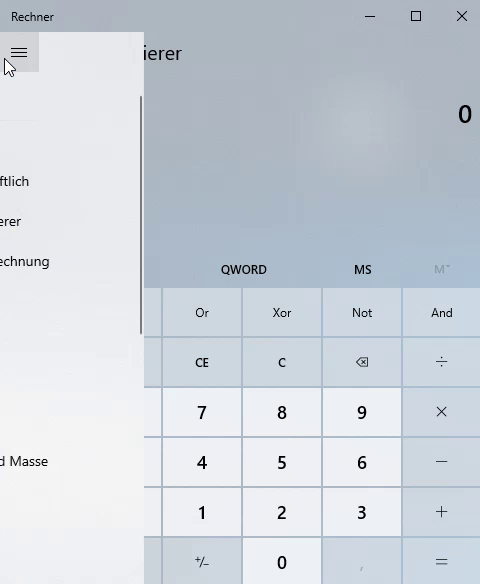 Rechner
ierer
0
ftlich
erer
echnung
d Masse
QWORD MS M˅
Or Xor Not And
CE C ÷
7 8 9 ×
4 5 6 −
1 2 3 +
+/− 0 , =